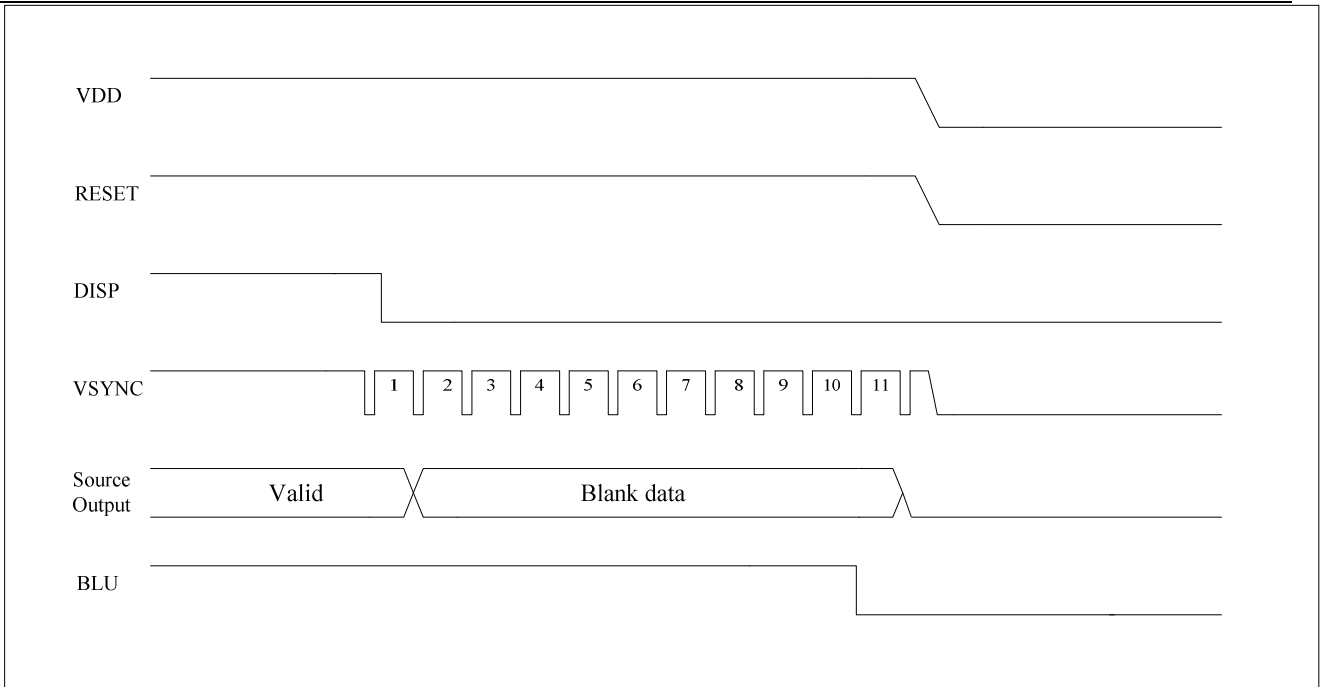 VDD
RESET
DISP
VSYNC 1 2 3 4 5 6 7 8 9 10 11
Source
Output
Valid Blank data
BLU